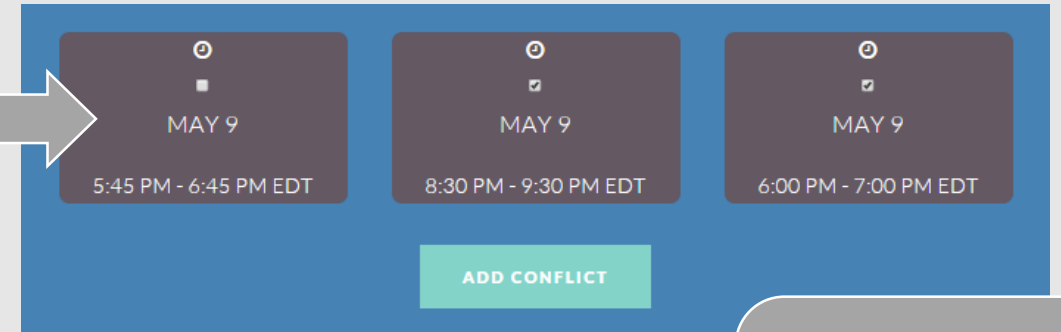 MAY 9
5:45 PM - 6:45 PM EDT
MAY 9
8:30 PM - 9:30 PM EDT
MAY 9
6:00 PM - 7:00 PM EDT
ADD CONFLICT